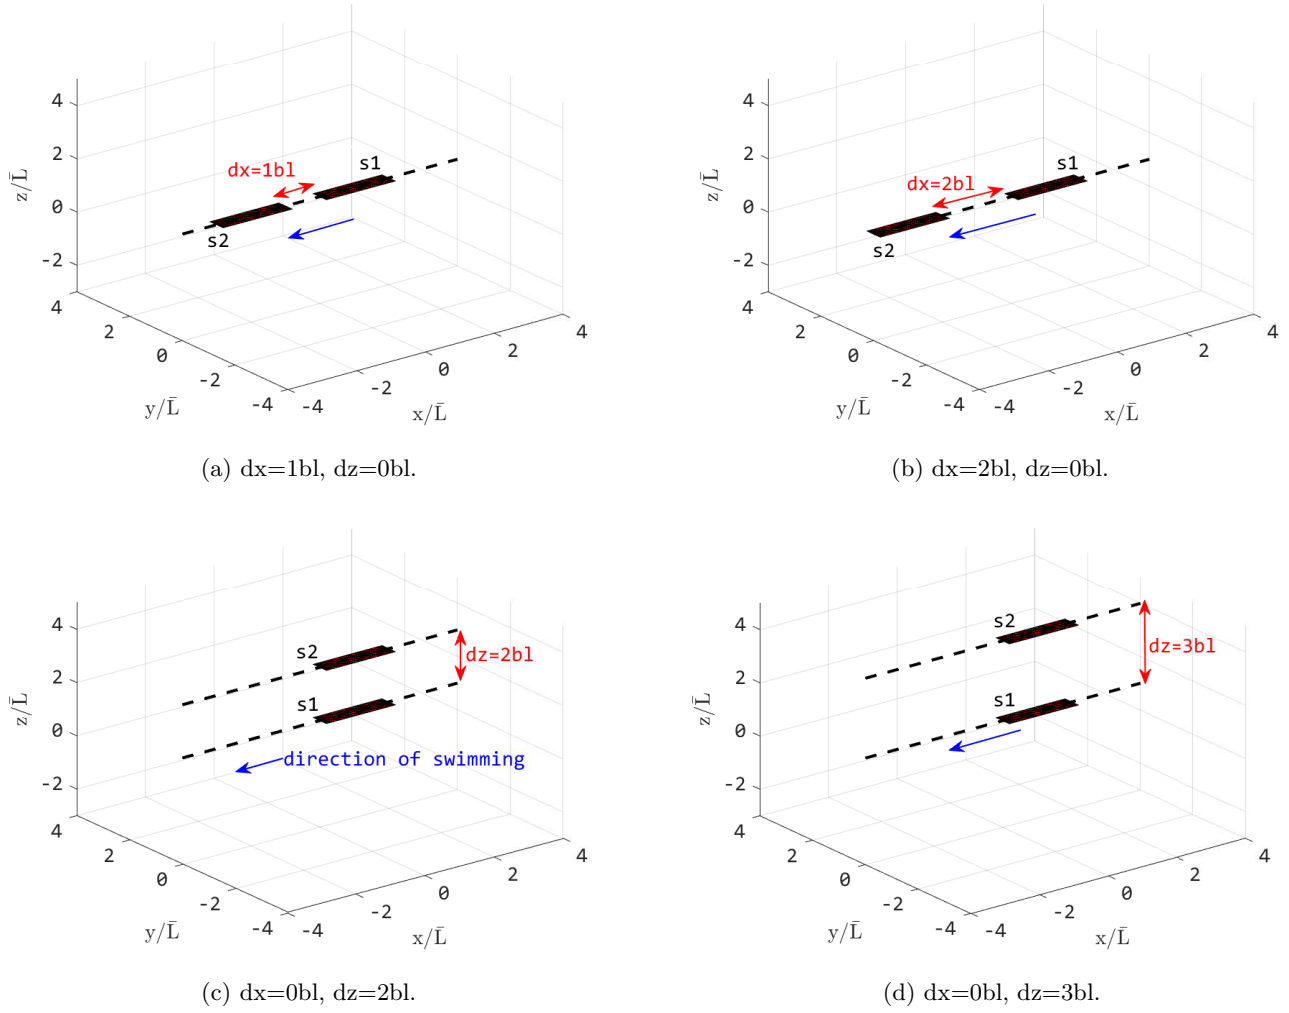 4
2
0
-2
4
z/L̄
dx=1bl
s1
s2
2
0
-2
-4
y/L̄
-4
-2
0
2
4
x/L̄
(a) dx=1bl, dz=0bl.
4
2
0
-2
4
z/L̄
dx=2bl
s1
s2
2
0
-2
-4
y/L̄
-4
-2
0
2
4
x/L̄
(b) dx=2bl, dz=0bl.
4
2
0
-2
4
z/L̄
s2
s1
dz=2bl
direction of swimming
2
0
-2
-4
y/L̄
-4
-2
0
2
4
x/L̄
(c) dx=0bl, dz=2bl.
4
2
0
-2
4
z/L̄
s2
s1
dz=3bl
2
0
-2
-4
y/L̄
-4
-2
0
2
4
x/L̄
(d) dx=0bl, dz=3bl.